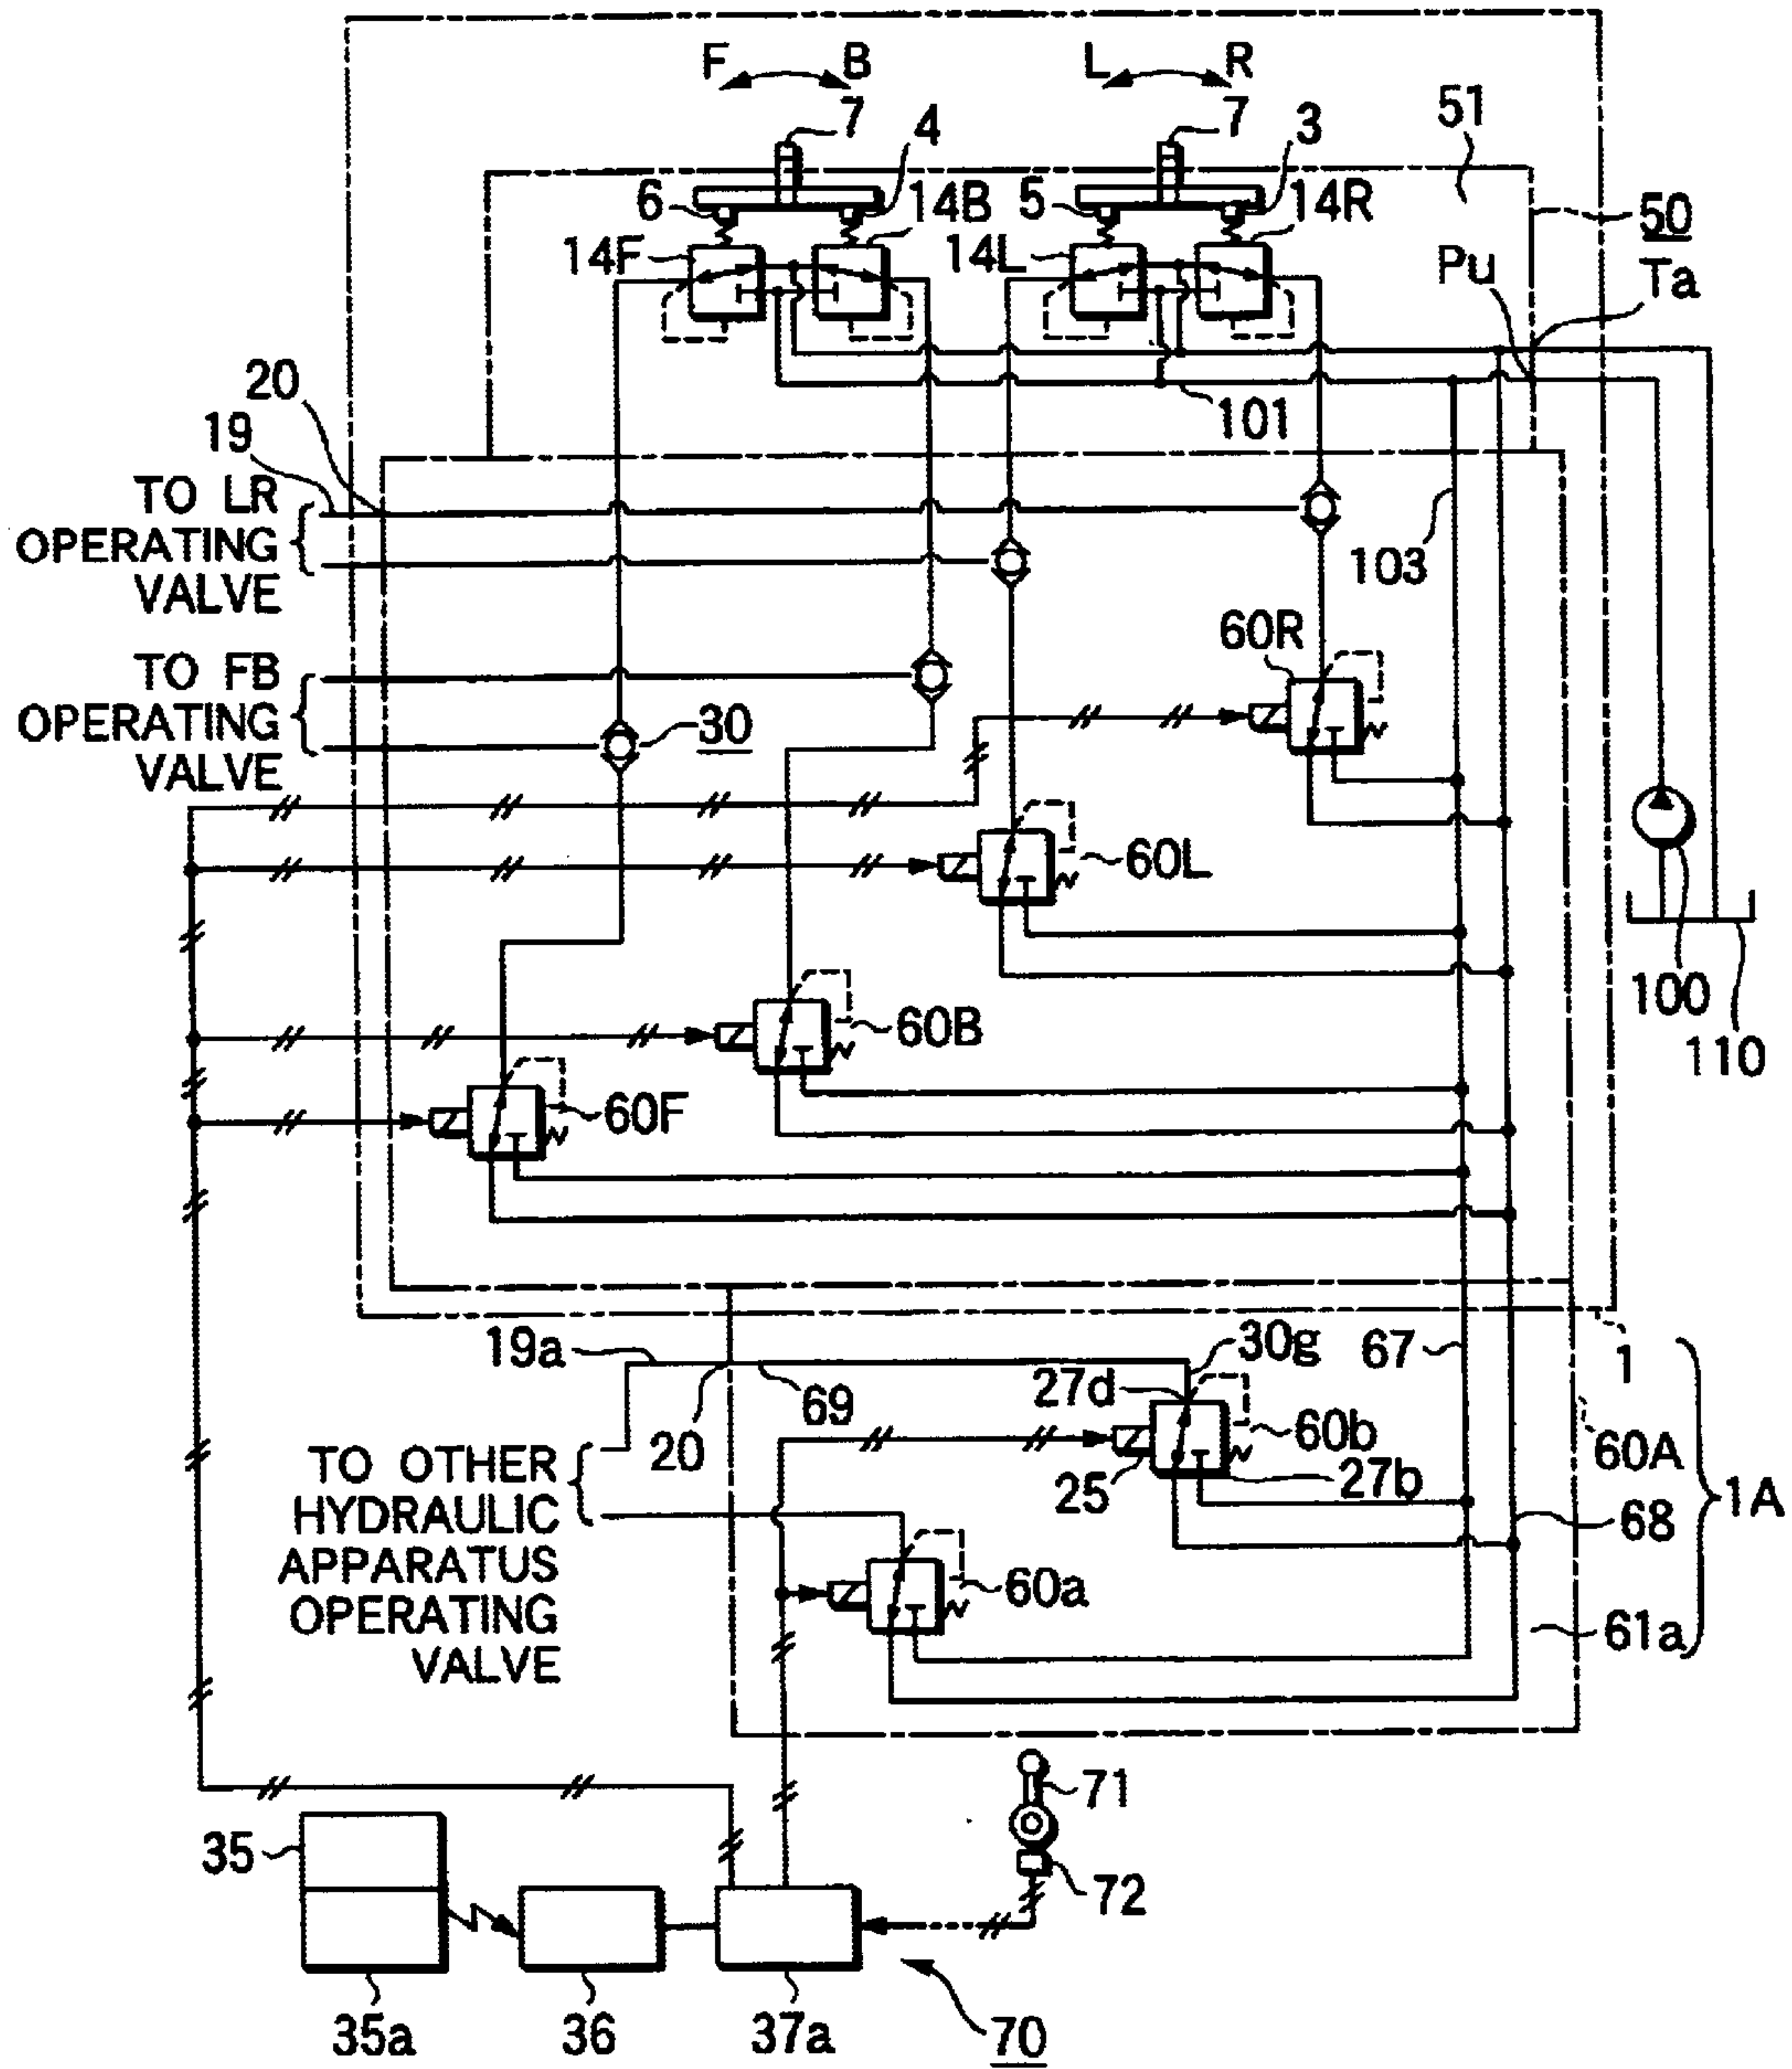 F B L R
7 4 7 3 51
6 14B 5 14R 50
14F 14L Pu Ta
20
19 101
TO LR
OPERATING
VALVE
103
60R
TO FB
OPERATING
VALVE
30
60L
100
60B
110
60F
19a 30g 67 1
27d
69
20 60b 60A
25 27b
1A
TO OTHER
HYDRAULIC
APPARATUS
OPERATING
VALVE
68
60a
61a
71
35
72
35a 36 37a 70